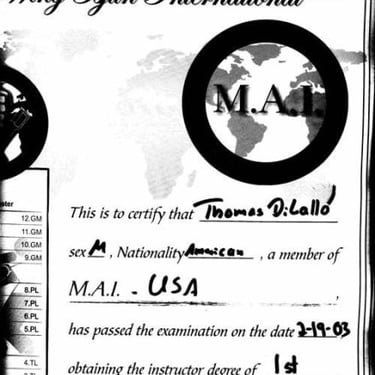 International
M.A.I.
ster
12.GM
11.GM
10.GM
9.GM
8.PL
7.PL
6.PL
5.PL
4.TL
This is to certify that Thomas DiLallo
sex M, Nationality American, a member of
M.A.I. - USA,
has passed the examination on the date 2-19-03
obtaining the instructor degree of 1st